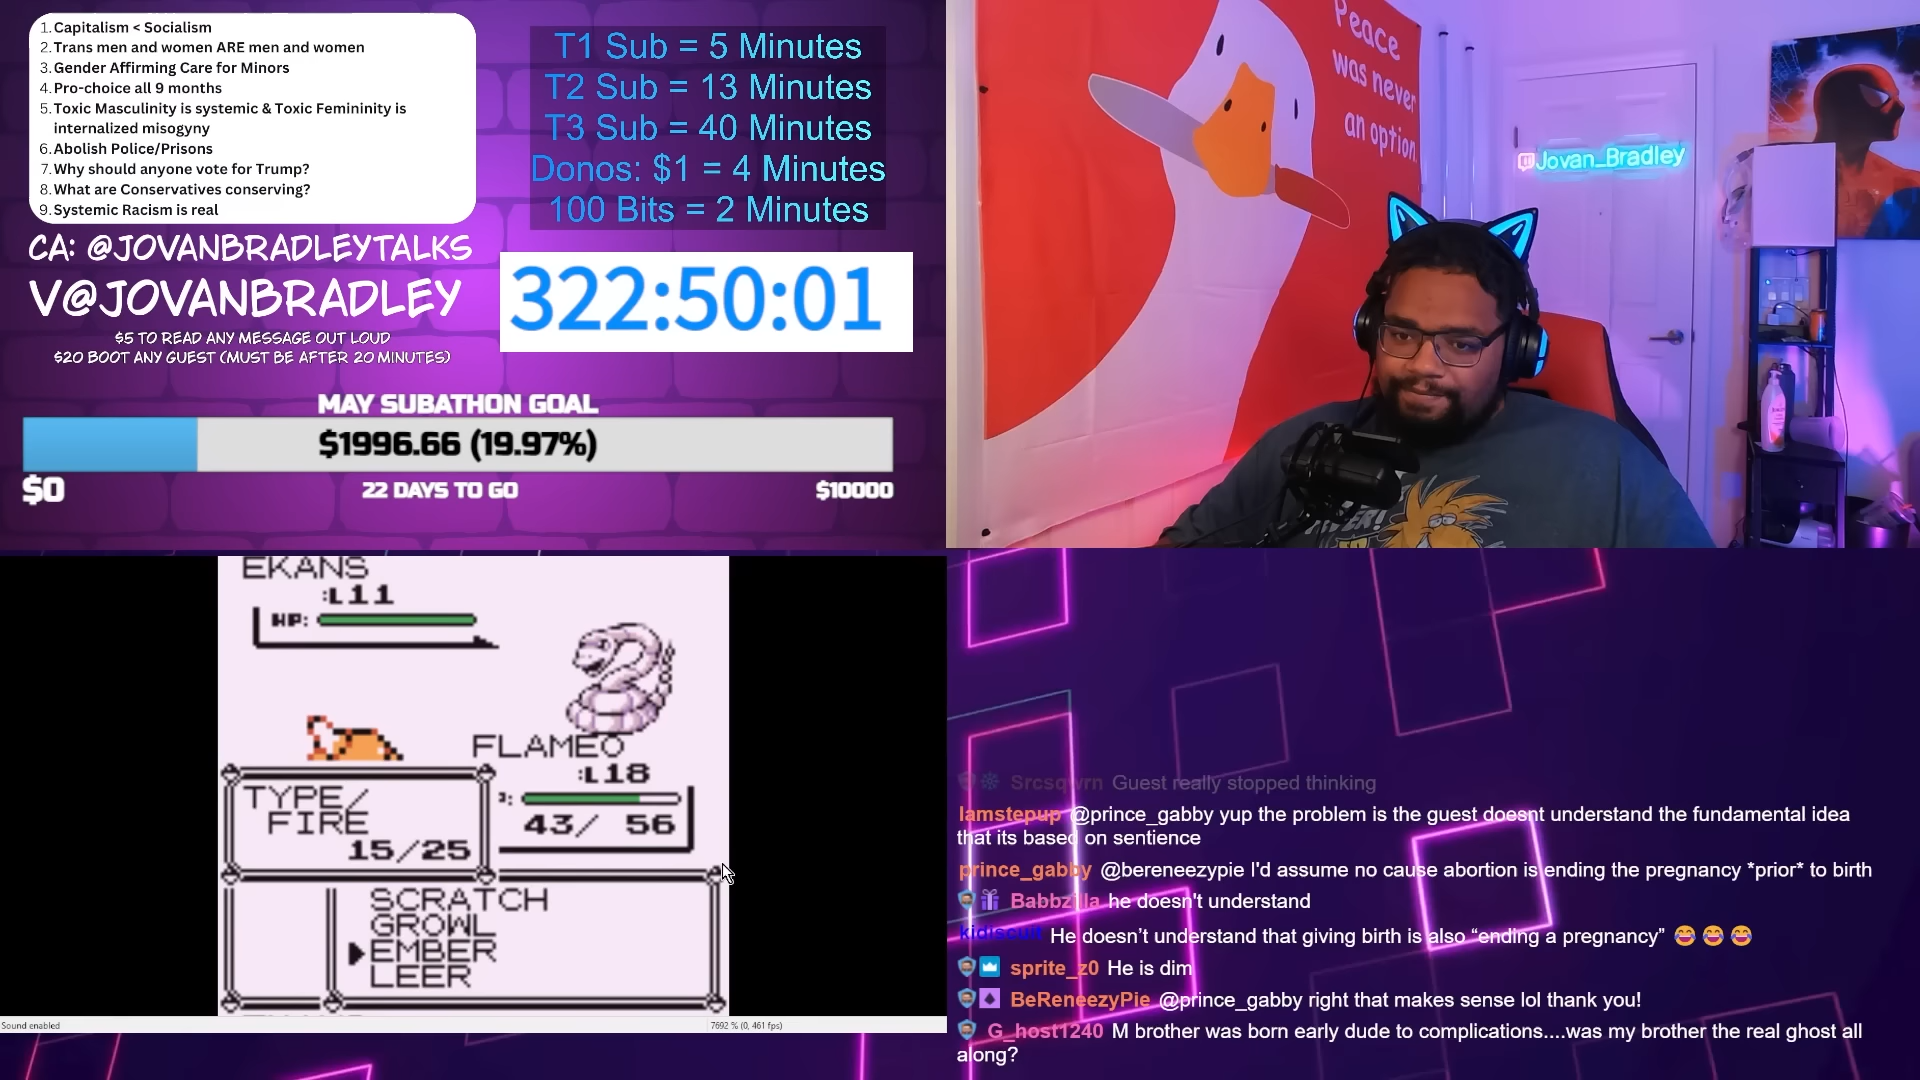 1. Capitalism < Socialism
2. Trans men and women ARE men and women
3. Gender Affirming Care for Minors
4. Pro-choice all 9 months
5. Toxic Masculinity is systemic & Toxic Femininity is
internalized misogyny
6. Abolish Police/Prisons
7. Why should anyone vote for Trump?
8. What are Conservatives conserving?
9. Systemic Racism is real
CA: @JOVANBRADLEYTALKS
V@JOVANBRADLEY
$5 TO READ ANY MESSAGE OUT LOUD
$20 BOOT ANY GUEST (MUST BE AFTER 20 MINUTES)
T1 Sub = 5 Minutes
T2 Sub = 13 Minutes
T3 Sub = 40 Minutes
Donos: $1 = 4 Minutes
100 Bits = 2 Minutes
322:50:01
MAY SUBATHON GOAL
$1996.66 (19.97%)
$0
22 DAYS TO GO
$10000
Peace
was never
an option
Jovan_Bradley
EKANS
:L11
HP:
FLAMEO
:L18
43/ 56
TYPE/
FIRE
15/25
SCRATCH
GROWL
EMBER
LEER
Sound enabled
7692 % (0, 461 fps)
Guest really stopped thinking
Iamstepup @prince_gabby yup the problem is the guest doesnt understand the fundamental idea
that its based on sentience
prince_gabby @bereneezypie I'd assume no cause abortion is ending the pregnancy *prior* to birth
Babbzilla he doesn't understand
kidiscuit He doesn’t understand that giving birth is also “ending a pregnancy” 😂 😂 😂
sprite_z0 He is dim
BeReneezyPie @prince_gabby right that makes sense lol thank you!
G_host1240 M brother was born early dude to complications....was my brother the real ghost all
along?